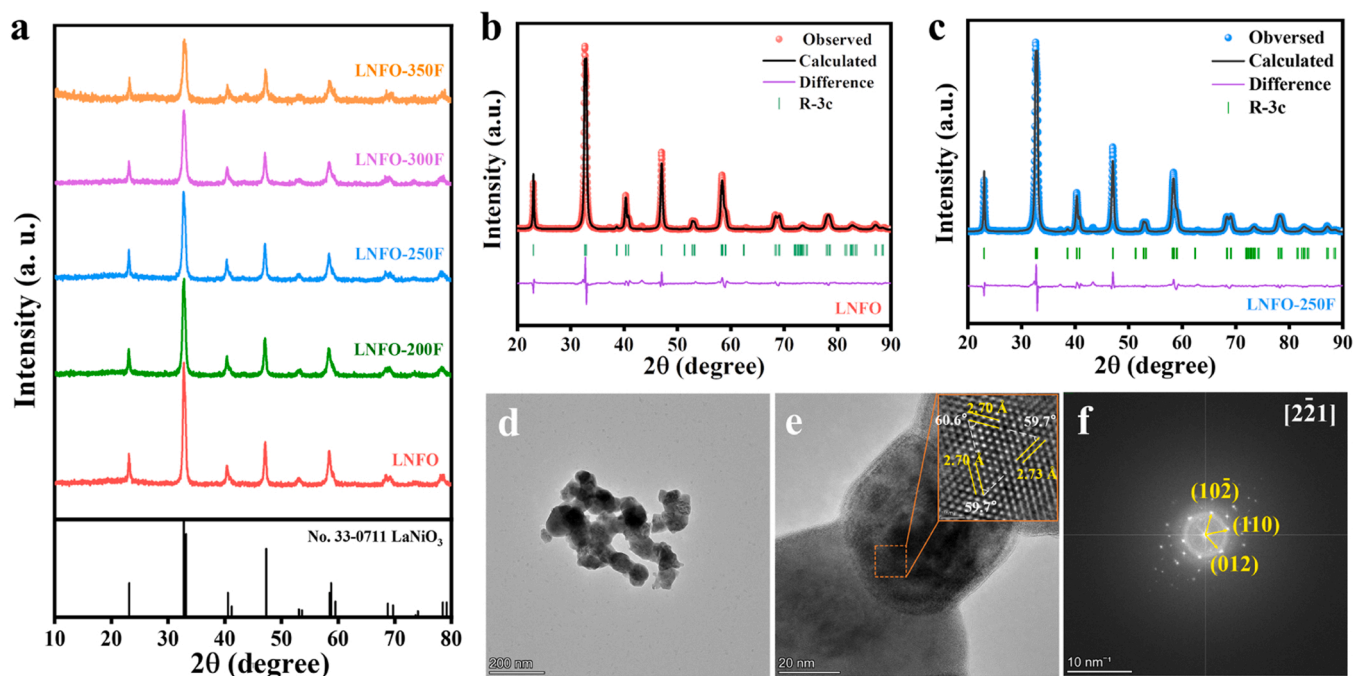 a
LNFO-350F
LNFO-300F
LNFO-250F
LNFO-200F
LNFO
No. 33-0711 LaNiO₃
Intensity (a. u.)
10 20 30 40 50 60 70 80
2θ (degree)
b
Observed
Calculated
Difference
R-3c
LNFO
Intensity (a.u.)
20 30 40 50 60 70 80 90
2θ (degree)
c
Obversed
Calculated
Difference
R-3c
LNFO-250F
Intensity (a.u.)
20 30 40 50 60 70 80 90
2θ (degree)
d
200 nm
e
2.70 Å
60.6°
59.7°
2.70 Å
2.73 Å
59.7°
20 nm
f
[22̄1]
(102̄)
(110)
(012)
10 nm⁻¹